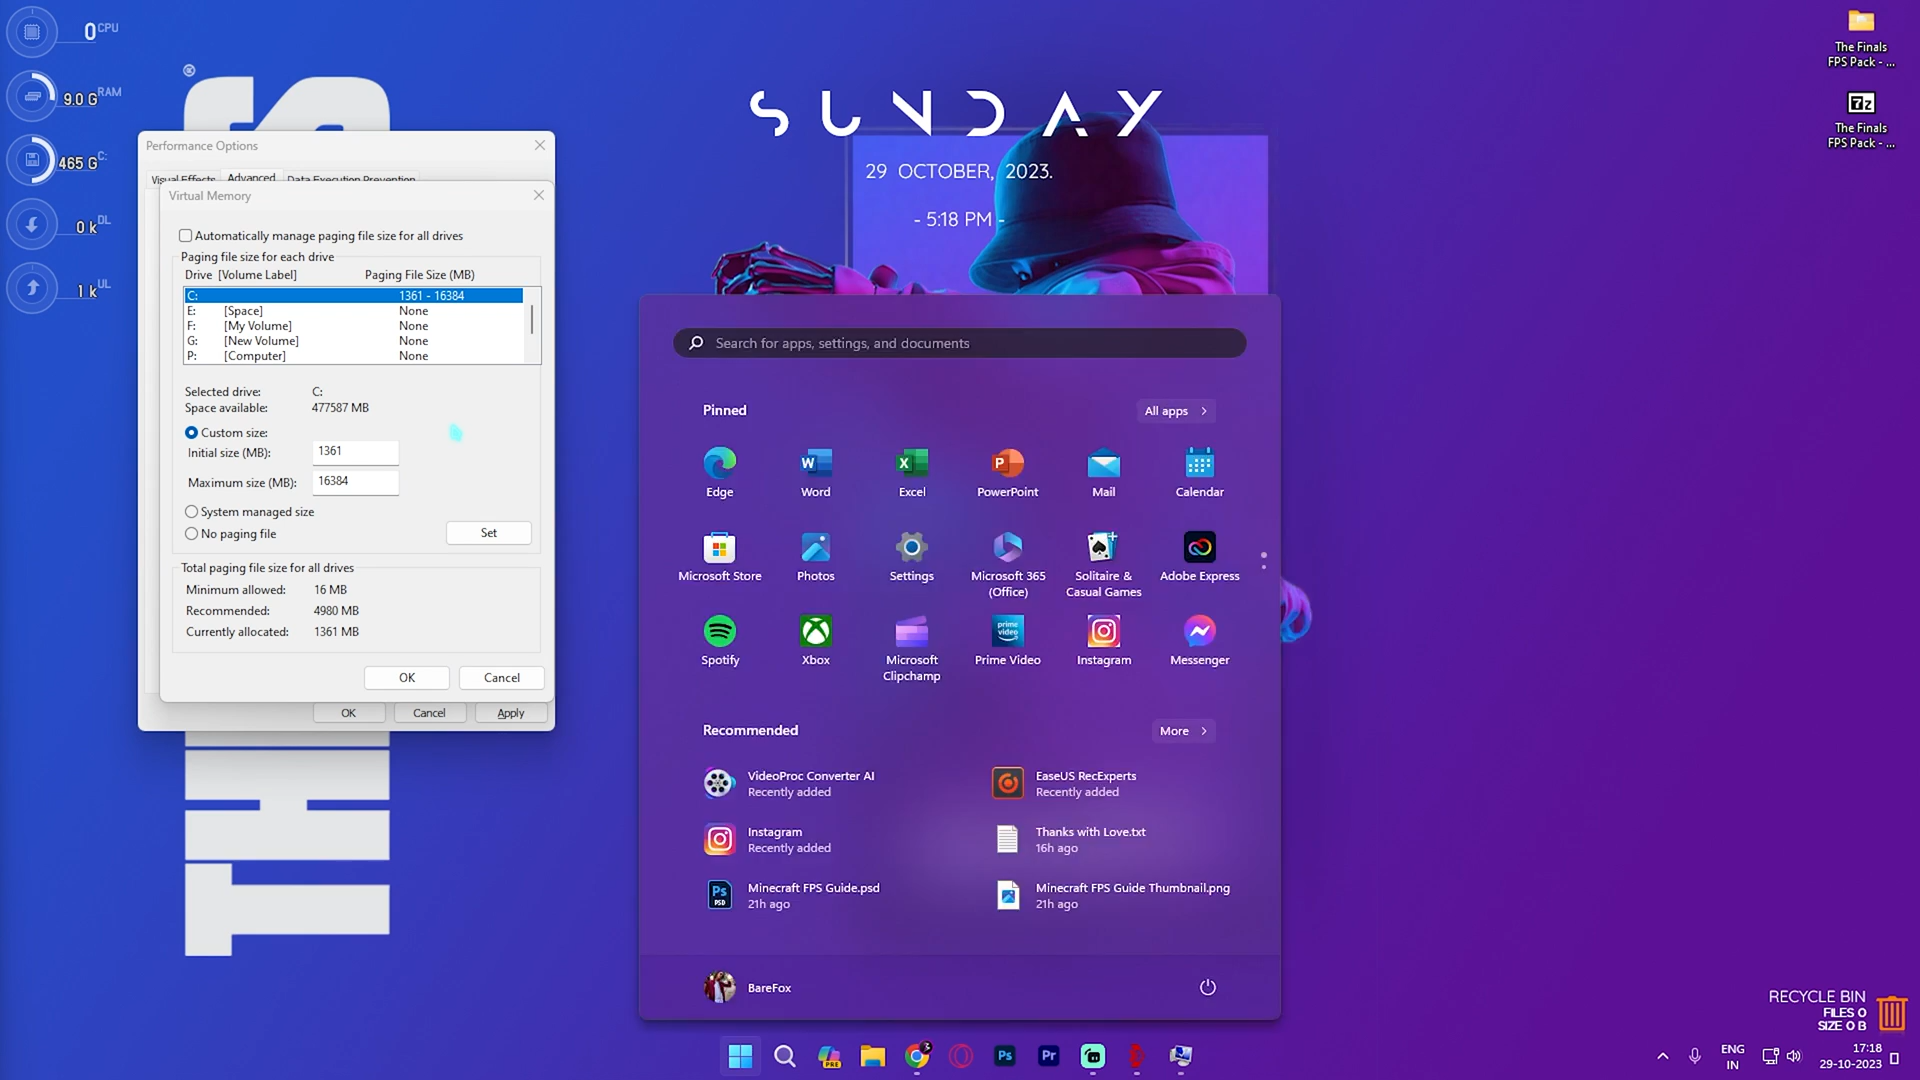 0 CPU
9.0 G RAM
465 G C:
0 k DL
1 k UL
SUNDAY
29 OCTOBER, 2023.
- 5:18 PM -
The Finals
FPS Pack - ...
7z
The Finals
FPS Pack - ...
Performance Options
Visual Effects Advanced Data Execution Prevention
Virtual Memory
Automatically manage paging file size for all drives
Paging file size for each drive
Drive [Volume Label] Paging File Size (MB)
C: 1361 - 16384
E: [Space] None
F: [My Volume] None
G: [New Volume] None
P: [Computer] None
Selected drive: C:
Space available: 477587 MB
Custom size:
Initial size (MB): 1361
Maximum size (MB): 16384
System managed size
No paging file
Set
Total paging file size for all drives
Minimum allowed: 16 MB
Recommended: 4980 MB
Currently allocated: 1361 MB
OK Cancel
OK Cancel Apply
Search for apps, settings, and documents
Pinned
All apps
Edge Word Excel PowerPoint Mail Calendar
Microsoft Store Photos Settings Microsoft 365 (Office) Solitaire & Casual Games Adobe Express
prime video
Spotify Xbox Microsoft Clipchamp Prime Video Instagram Messenger
Recommended
More
VideoProc Converter AI
Recently added
EaseUS RecExperts
Recently added
Instagram
Recently added
Thanks with Love.txt
16h ago
Ps
PSD
Minecraft FPS Guide.psd
21h ago
Minecraft FPS Guide Thumbnail.png
21h ago
BareFox
RECYCLE BIN
FILES 0
SIZE 0 B
PRE
3
Ps
Pr
ENG
IN
17:18
29-10-2023